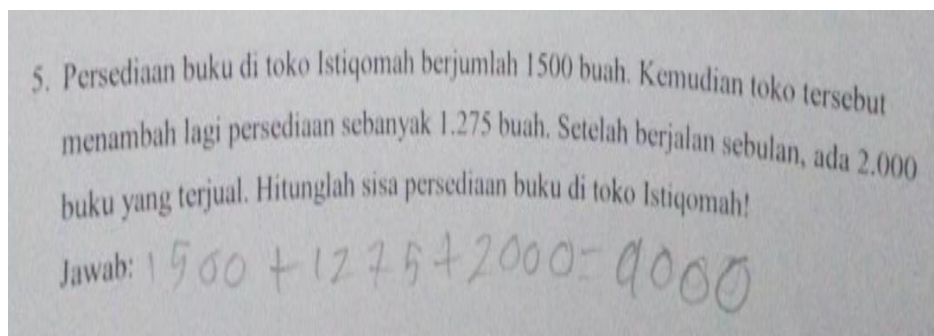 5. Persediaan buku di toko Istiqomah berjumlah 1500 buah. Kemudian toko tersebut
menambah lagi persediaan sebanyak 1.275 buah. Setelah berjalan sebulan, ada 2.000
buku yang terjual. Hitunglah sisa persediaan buku di toko Istiqomah!
Jawab: 1500 + 1275 + 2000 = 9000